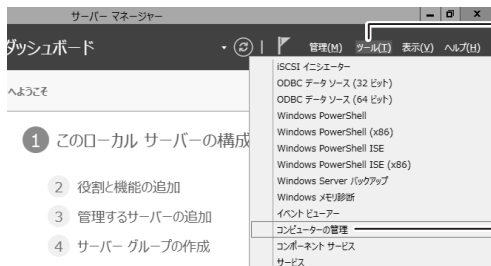 サーバー マネージャー
ダッシュボード
管理(M) ツール(T) 表示(V) ヘルプ(H)
へようこそ
1 このローカル サーバーの構成
2 役割と機能の追加
3 管理するサーバーの追加
4 サーバー グループの作成
iSCSI イニシエーター
ODBC データ ソース (32 ビット)
ODBC データ ソース (64 ビット)
Windows PowerShell
Windows PowerShell (x86)
Windows PowerShell ISE
Windows PowerShell ISE (x86)
Windows Server バックアップ
Windows メモリ診断
イベント ビューアー
コンピューターの管理
コンポーネント サービス
サービス